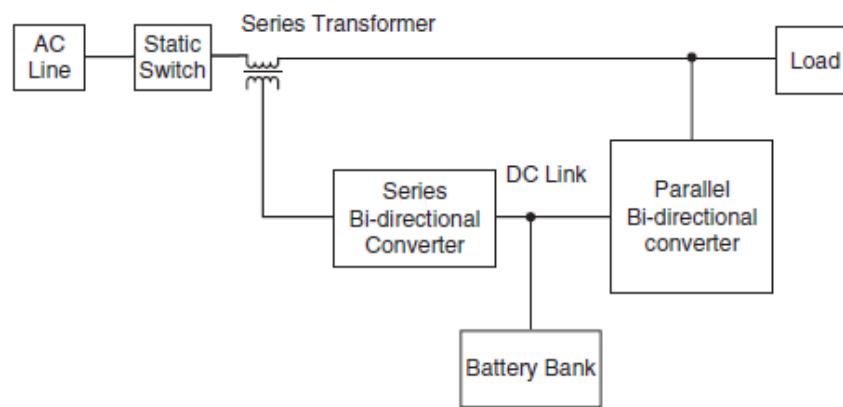 Series Transformer
AC
Line
Static
Switch
Load
Series
Bi-directional
Converter
DC Link
Parallel
Bi-directional
converter
Battery Bank